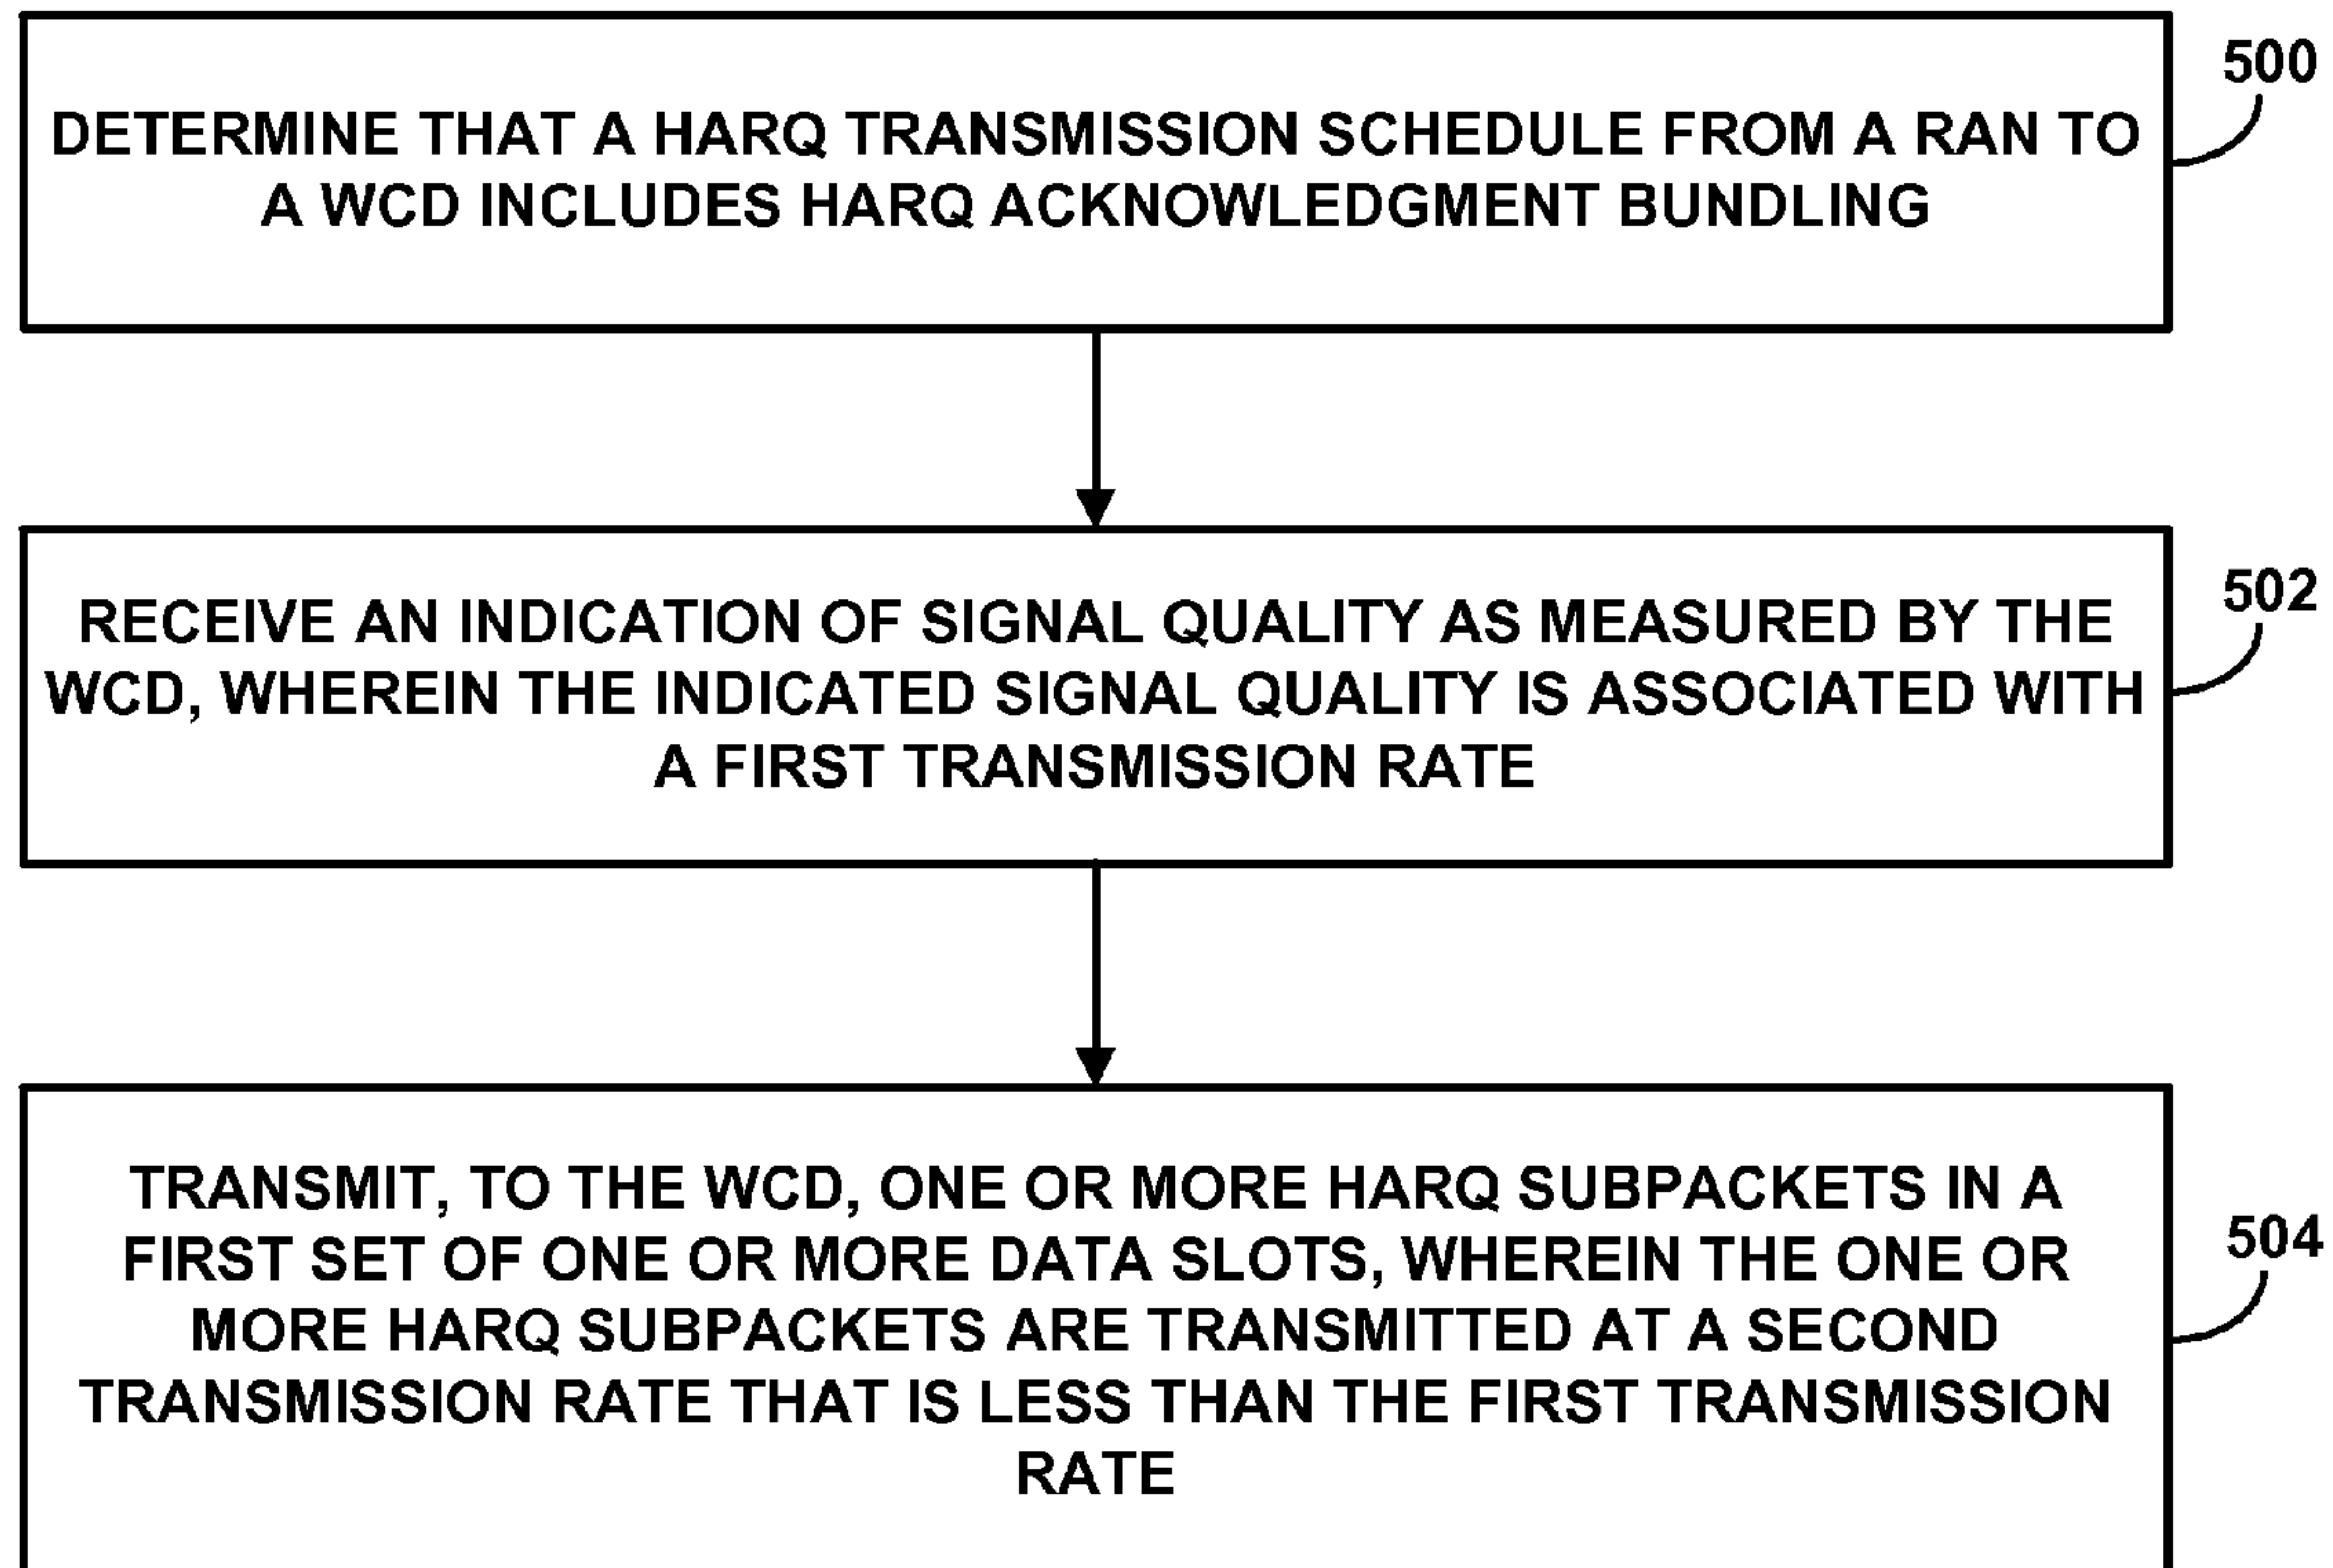 500
DETERMINE THAT A HARQ TRANSMISSION SCHEDULE FROM A RAN TO
A WCD INCLUDES HARQ ACKNOWLEDGMENT BUNDLING
502
RECEIVE AN INDICATION OF SIGNAL QUALITY AS MEASURED BY THE
WCD, WHEREIN THE INDICATED SIGNAL QUALITY IS ASSOCIATED WITH
A FIRST TRANSMISSION RATE
504
TRANSMIT, TO THE WCD, ONE OR MORE HARQ SUBPACKETS IN A
FIRST SET OF ONE OR MORE DATA SLOTS, WHEREIN THE ONE OR
MORE HARQ SUBPACKETS ARE TRANSMITTED AT A SECOND
TRANSMISSION RATE THAT IS LESS THAN THE FIRST TRANSMISSION
RATE